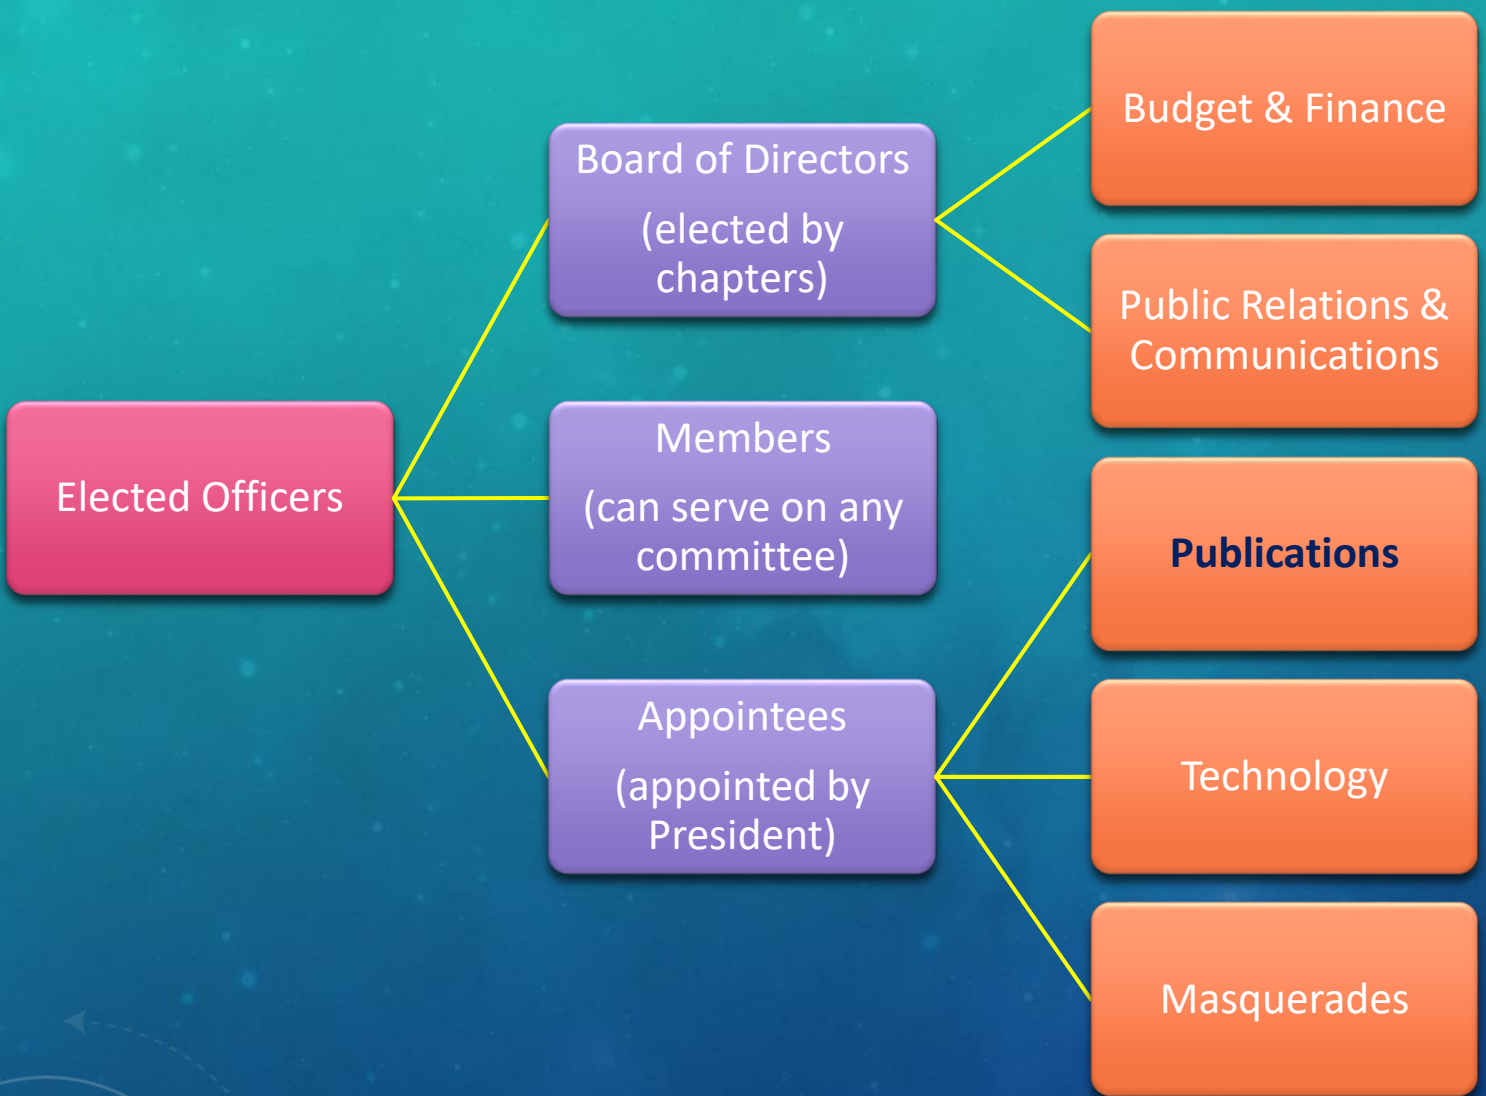 Elected Officers
Board of Directors
(elected by
chapters)
Members
(can serve on any
committee)
Appointees
(appointed by
President)
Budget & Finance
Public Relations &
Communications
Publications
Technology
Masquerades